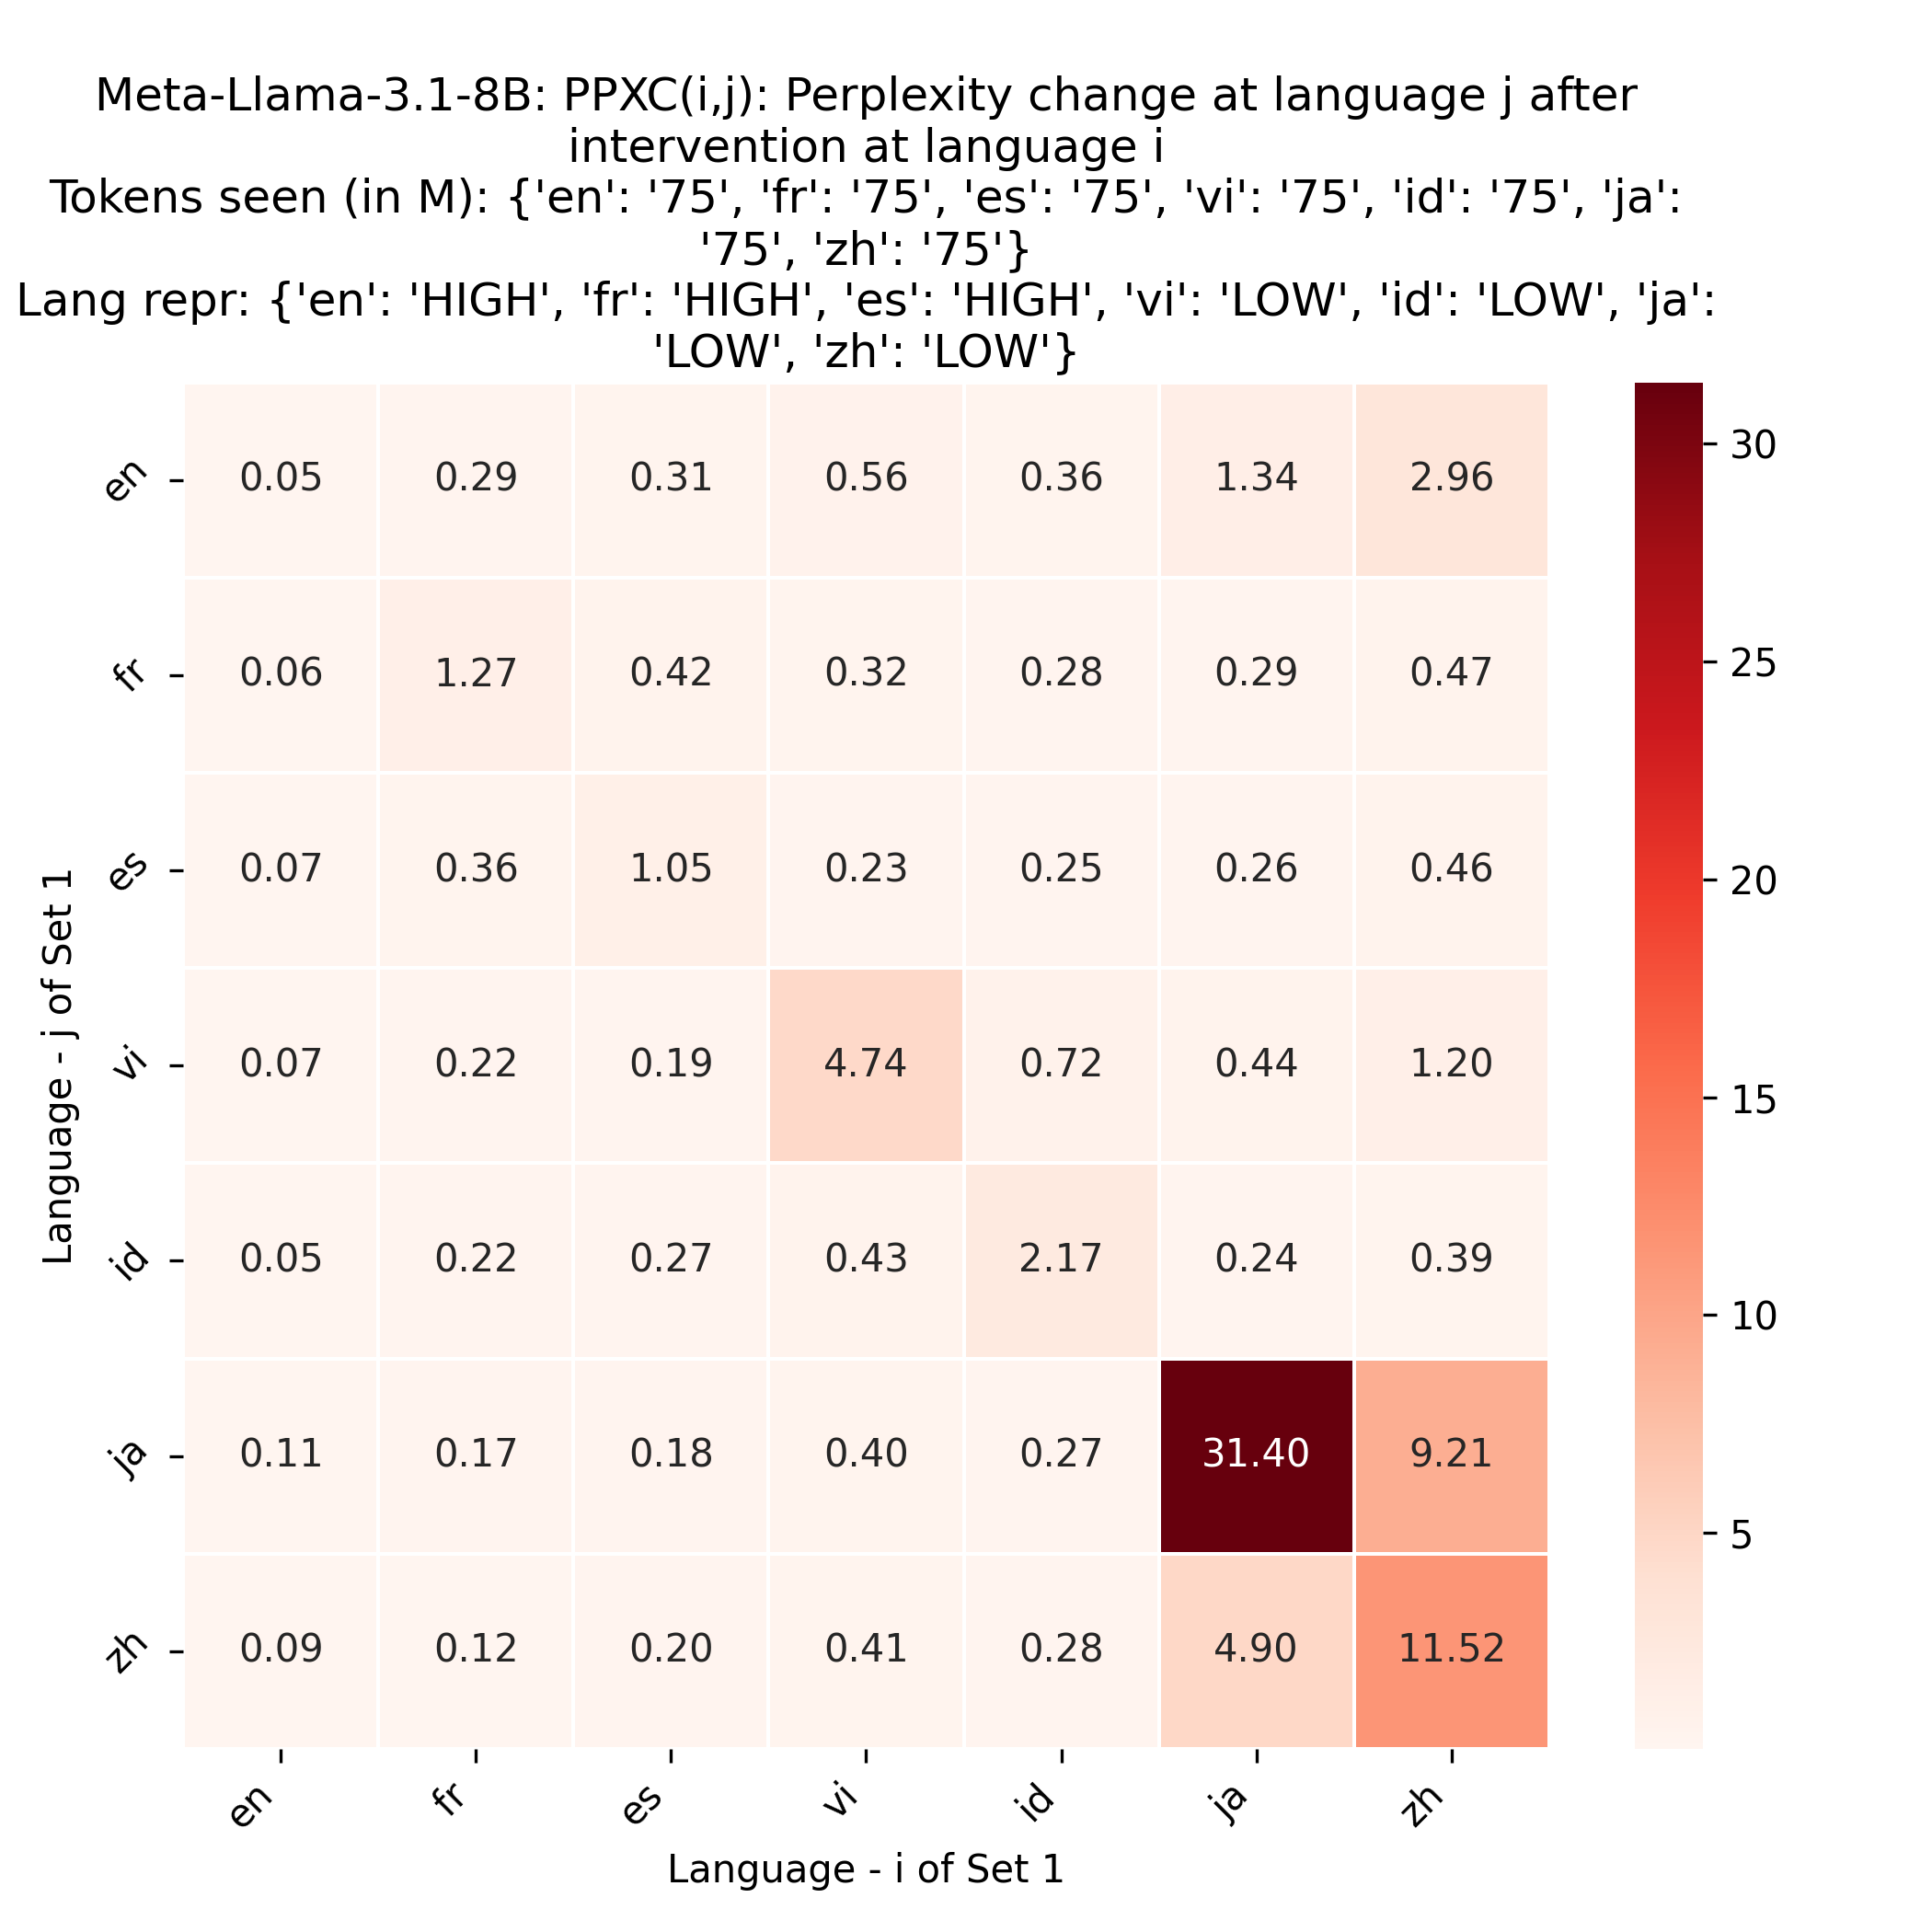 Meta-Llama-3.1-8B: PPXC(i,j): Perplexity change at language j after
intervention at language i
Tokens seen (in M): {'en': '75', 'fr': '75', 'es': '75', 'vi': '75', 'id': '75', 'ja':
'75', 'zh': '75'}
Lang repr: {'en': 'HIGH', 'fr': 'HIGH', 'es': 'HIGH', 'vi': 'LOW', 'id': 'LOW', 'ja':
'LOW', 'zh': 'LOW'}
en 0.05 0.29 0.31 0.56 0.36 1.34 2.96
fr 0.06 1.27 0.42 0.32 0.28 0.29 0.47
es 0.07 0.36 1.05 0.23 0.25 0.26 0.46
vi 0.07 0.22 0.19 4.74 0.72 0.44 1.20
id 0.05 0.22 0.27 0.43 2.17 0.24 0.39
ja 0.11 0.17 0.18 0.40 0.27 31.40 9.21
zh 0.09 0.12 0.20 0.41 0.28 4.90 11.52
en fr es vi id ja zh
Language - i of Set 1
Language - j of Set 1
30
25
20
15
10
5